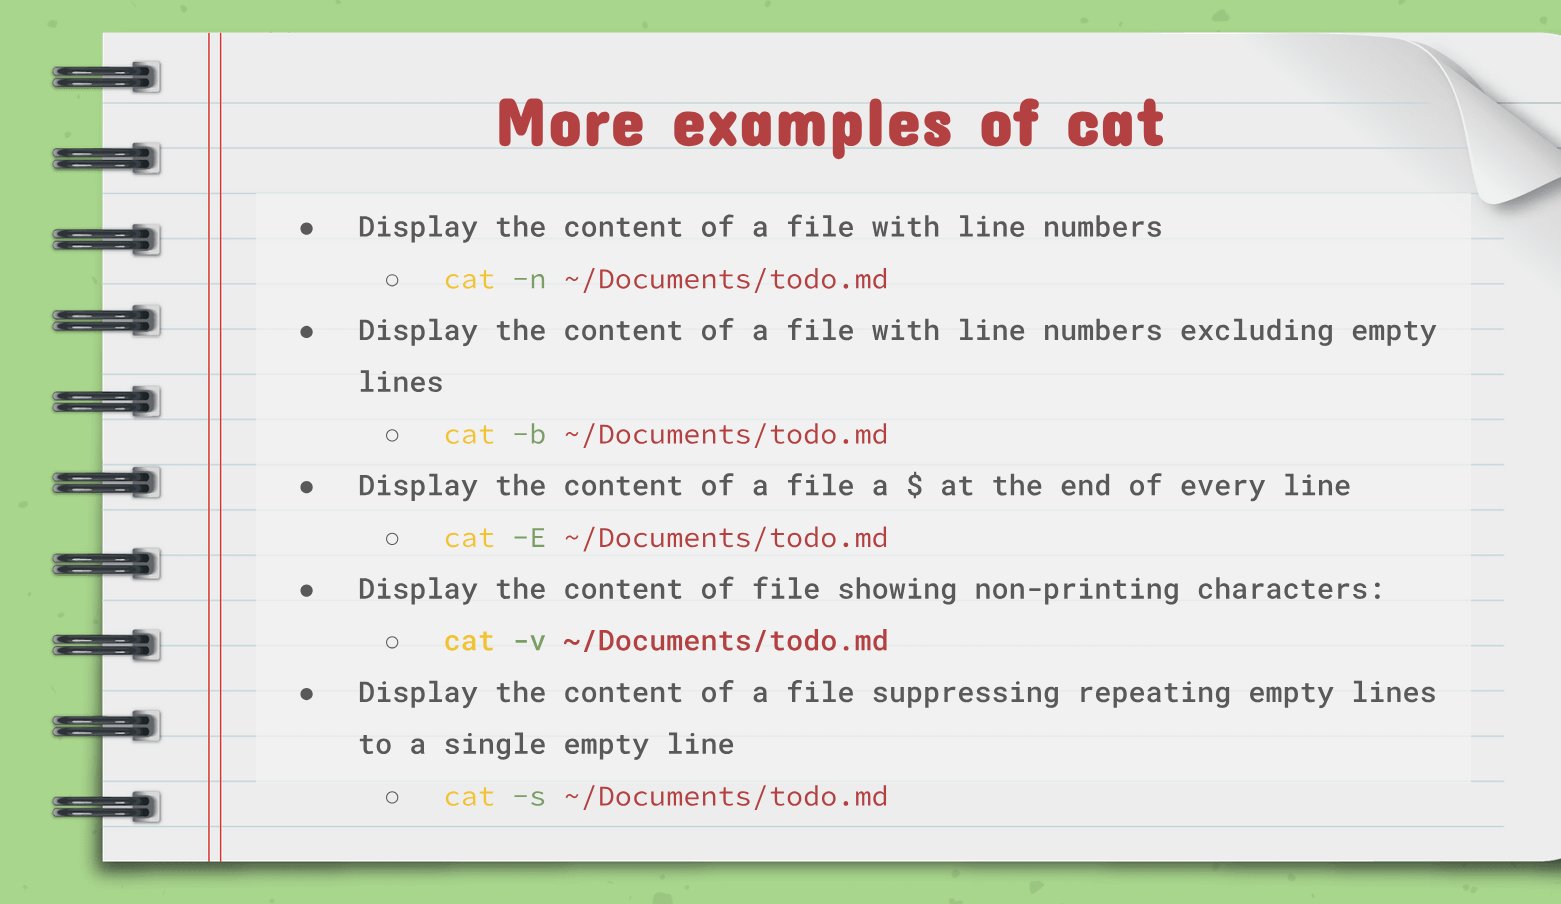 More examples of cat
● Display the content of a file with line numbers
○ cat -n ~/Documents/todo.md
● Display the content of a file with line numbers excluding empty
lines
○ cat -b ~/Documents/todo.md
● Display the content of a file a $ at the end of every line
○ cat -E ~/Documents/todo.md
● Display the content of file showing non-printing characters:
○ cat -v ~/Documents/todo.md
● Display the content of a file suppressing repeating empty lines
to a single empty line
○ cat -s ~/Documents/todo.md